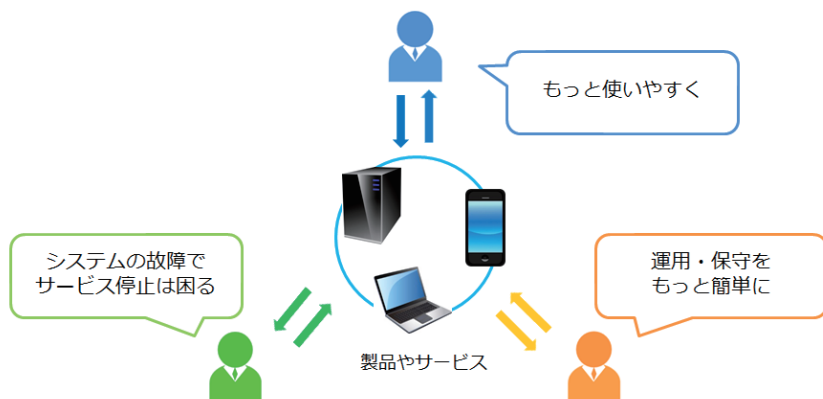 もっと使いやすく
システムの故障で
サービス停止は困る
運用・保守を
もっと簡単に
製品やサービス